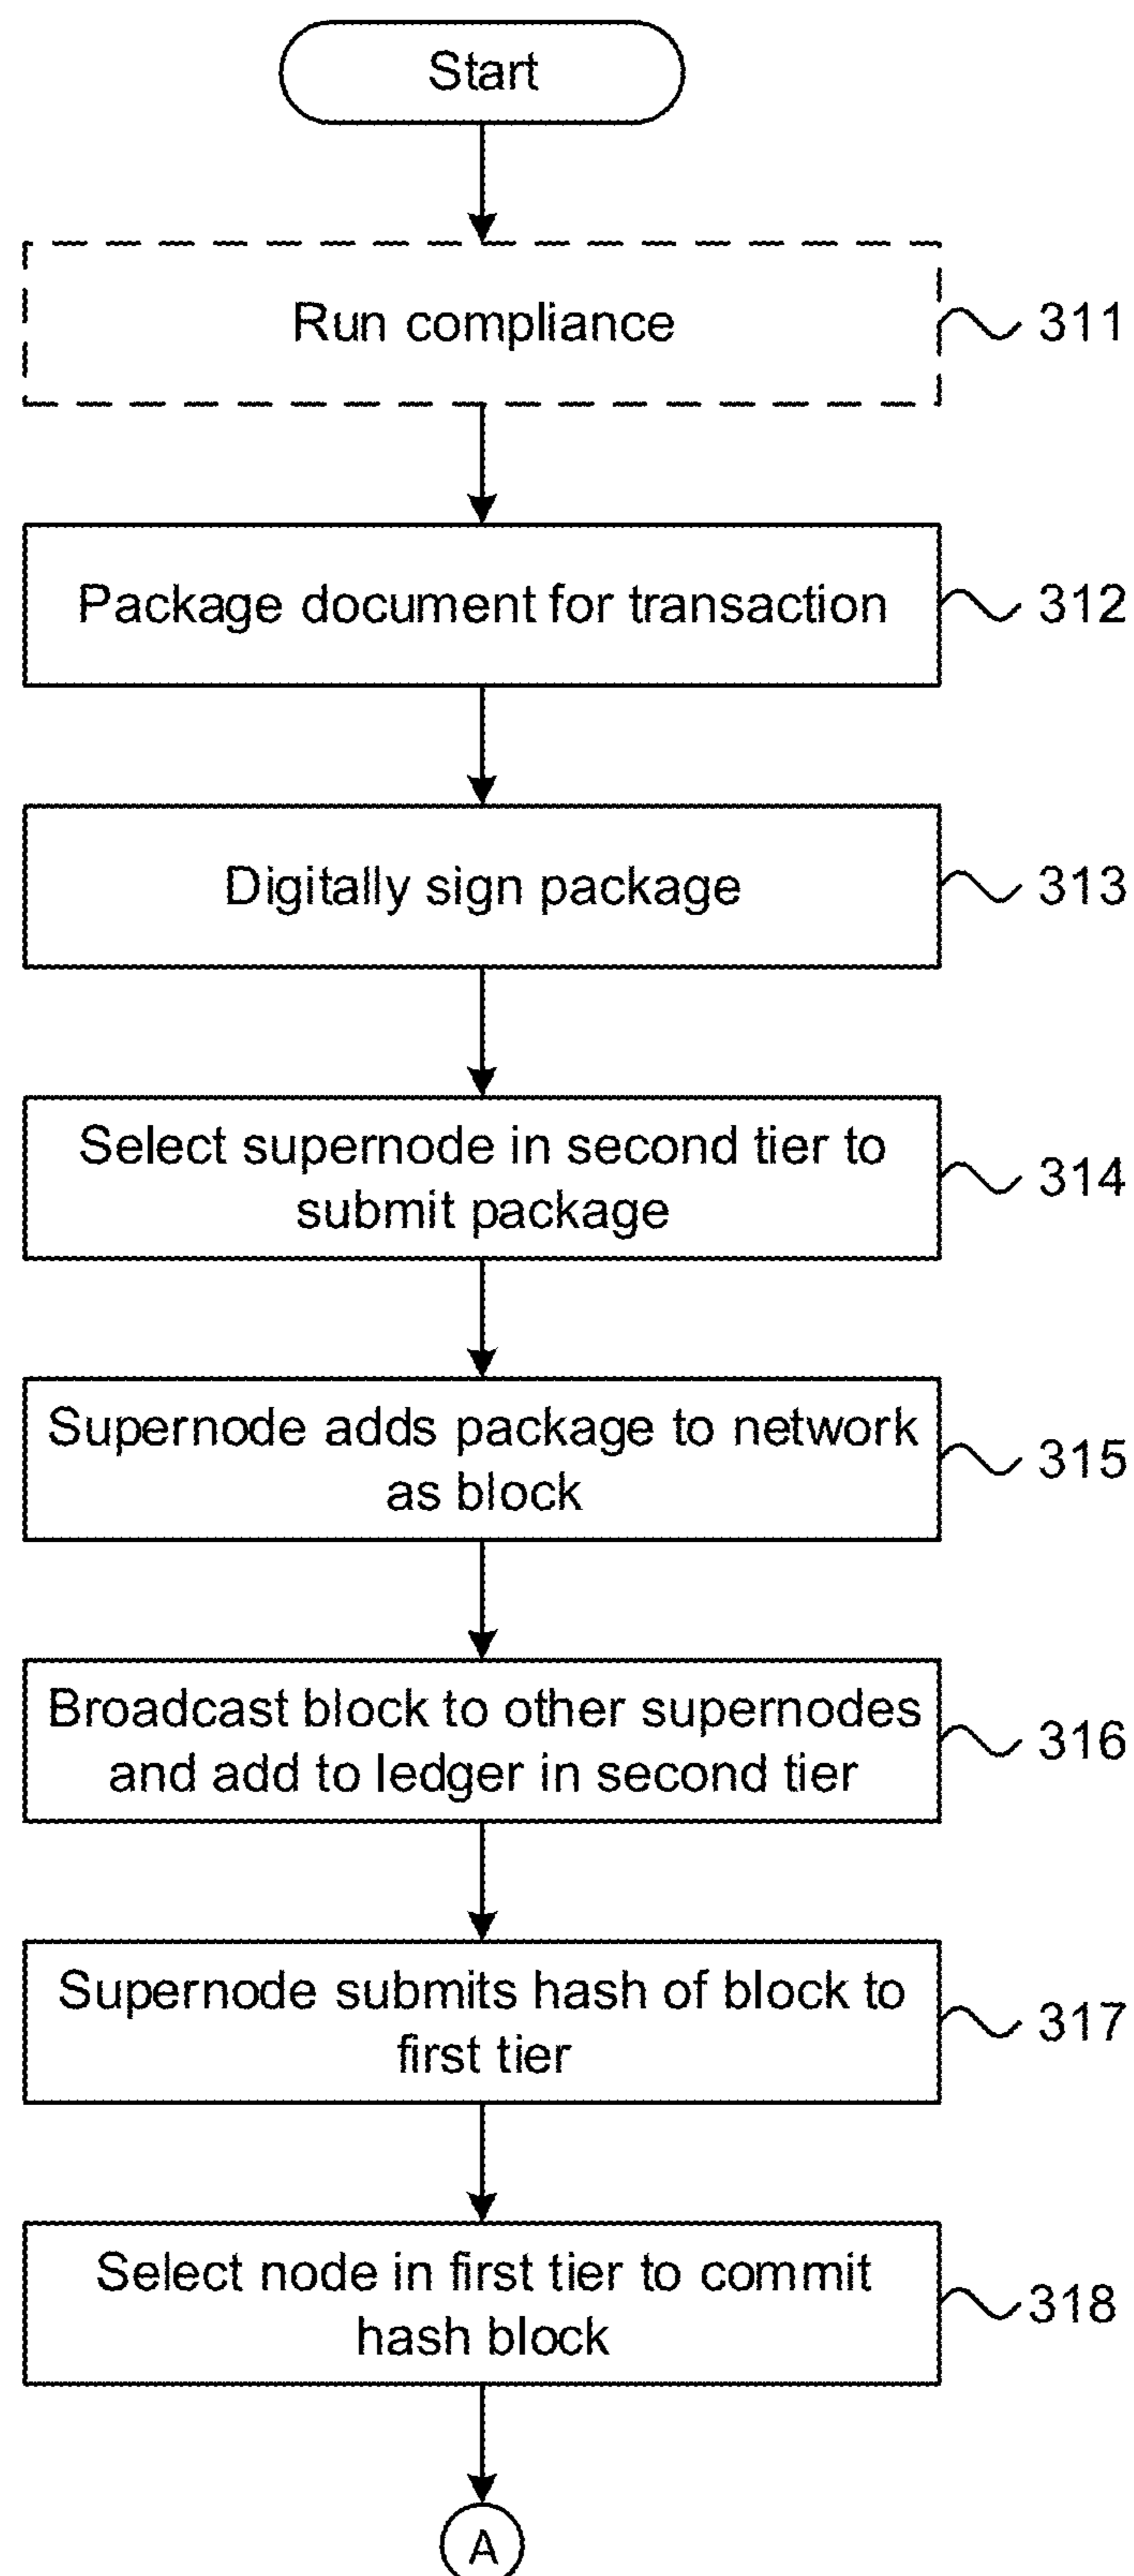 Start
Run compliance
311
Package document for transaction
312
Digitally sign package
313
Select supernode in second tier to
submit package
314
Supernode adds package to network
as block
315
Broadcast block to other supernodes
and add to ledger in second tier
316
Supernode submits hash of block to
first tier
317
Select node in first tier to commit
hash block
318
A